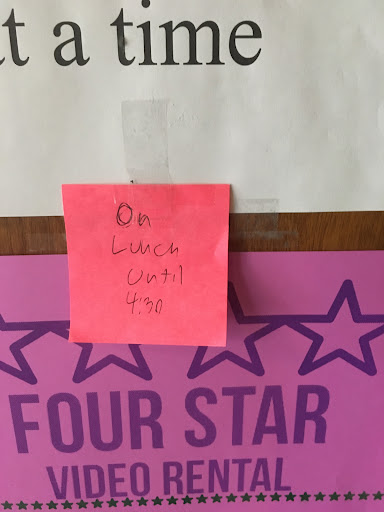 t a time
On
Lunch
until
4:30
FOUR STAR
VIDEO RENTAL